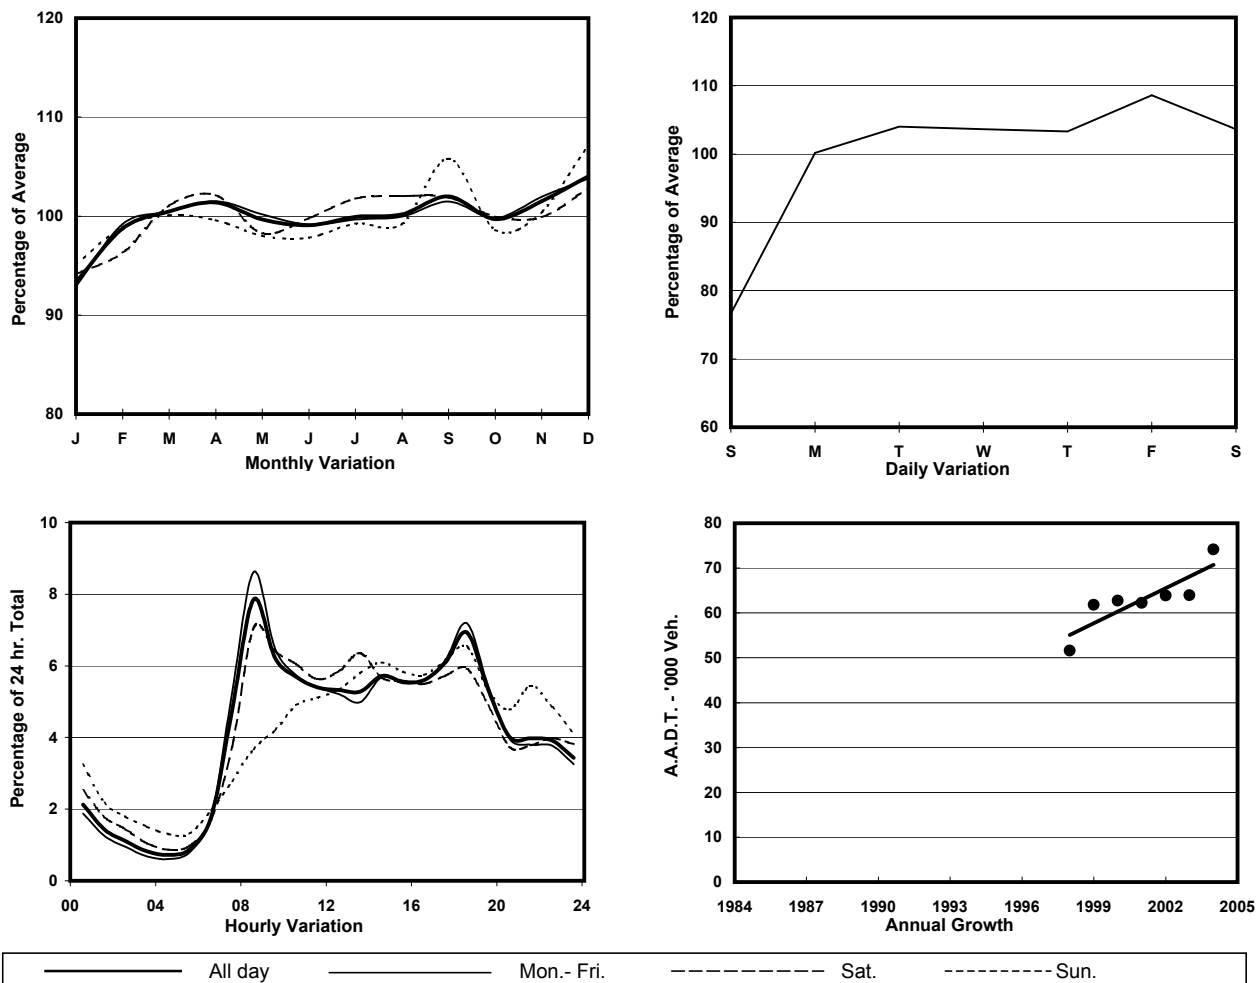 120
110
100
90
80
Percentage of Average
J F M A M J J A S O N D
Monthly Variation
120
110
100
90
80
70
60
Percentage of Average
S M T W T F S
Daily Variation
10
8
6
4
2
0
Percentage of 24 hr. Total
00 04 08 12 16 20 24
Hourly Variation
80
70
60
50
40
30
20
10
0
A.A.D.T. - '000 Veh.
1984 1987 1990 1993 1996 1999 2002 2005
Annual Growth
All day Mon.- Fri. Sat. Sun.